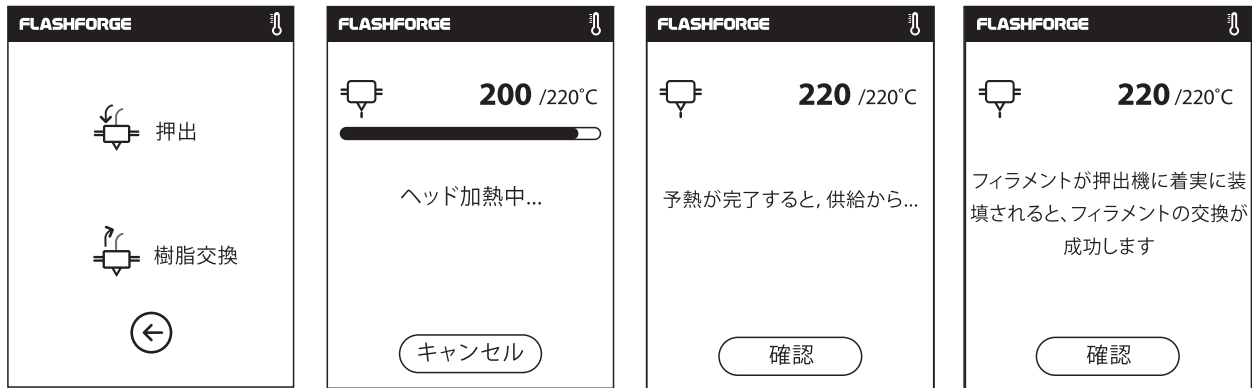 FLASHFORGE
押出
樹脂交換
FLASHFORGE
200 /220°C
ヘッド加熱中...
キャンセル
FLASHFORGE
220 /220°C
予熱が完了すると, 供給から...
確認
FLASHFORGE
220 /220°C
フィラメントが押出機に着実に装
填されると、フィラメントの交換が
成功します
確認